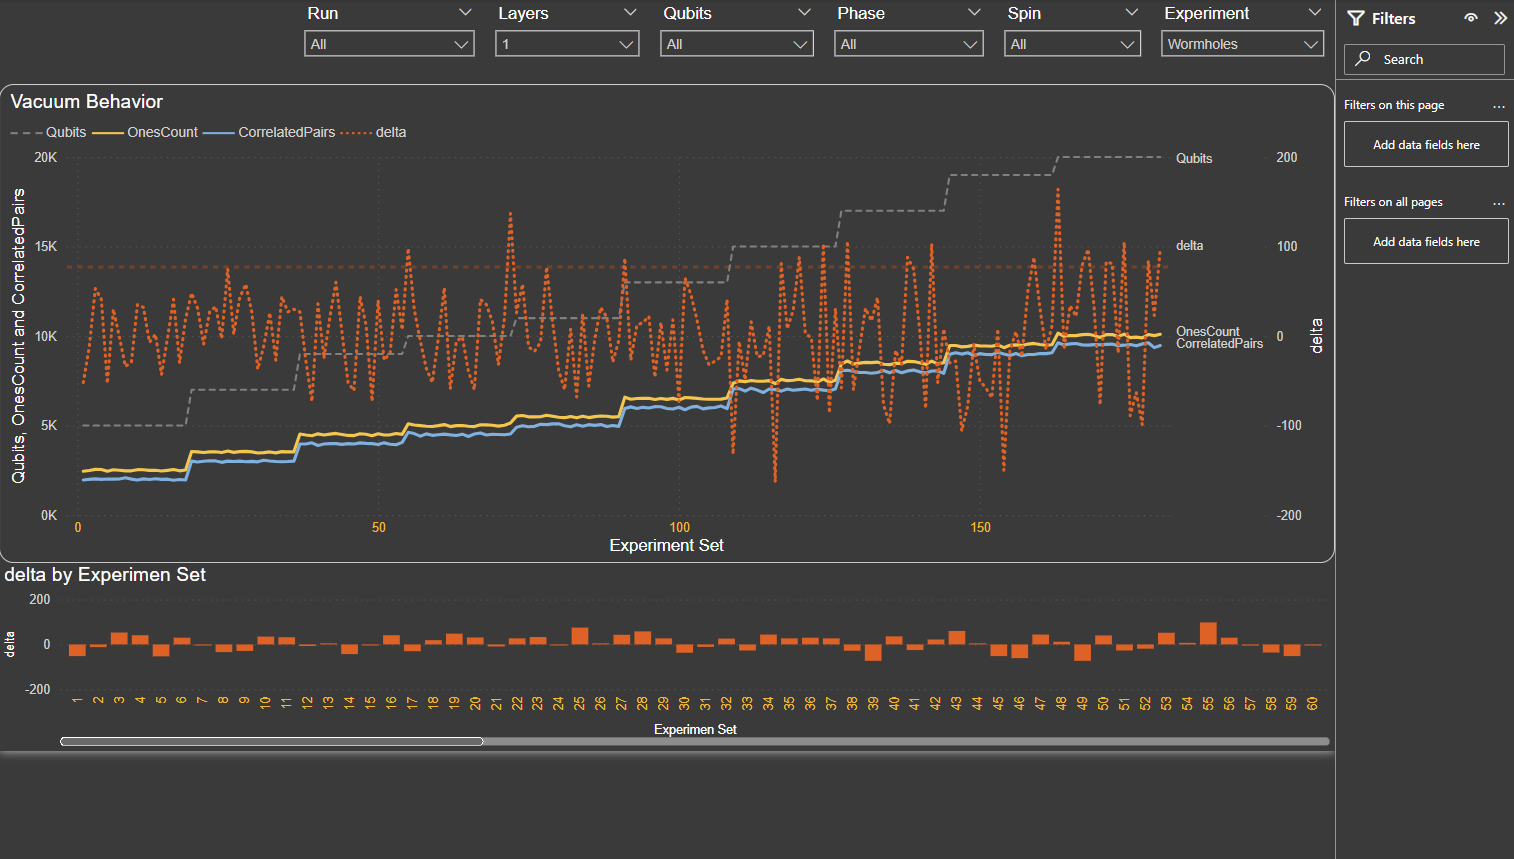 Run Layers Qubits Phase Spin Experiment
All 1 All All All Wormholes
Filters
Search
Filters on this page ...
Add data fields here
Filters on all pages ...
Add data fields here
Vacuum Behavior
Qubits OnesCount CorrelatedPairs delta
Qubits, OnesCount and CorrelatedPairs
20K
15K
10K
5K
0K
Qubits
delta
OnesCount
CorrelatedPairs
200
100
0
-100
-200
delta
0 50 100 150
Experiment Set
delta by Experimen Set
delta
200
0
-200
1 2 3 4 5 6 7 8 9 10 11 12 13 14 15 16 17 18 19 20 21 22 23 24 25 26 27 28 29 30 31 32 33 34 35 36 37 38 39 40 41 42 43 44 45 46 47 48 49 50 51 52 53 54 55 56 57 58 59 60
Experimen Set